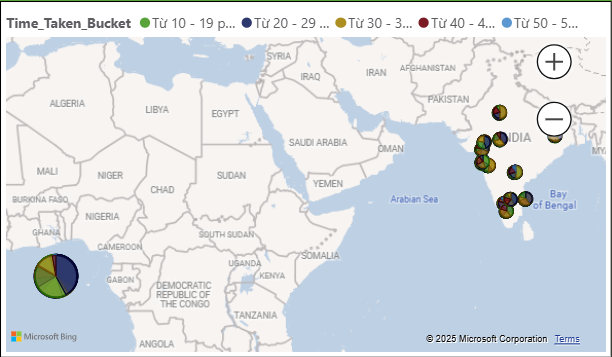 Time_Taken_Bucket Từ 10 - 19 p... Từ 20 - 29 ... Từ 30 - 3... Từ 40 - 4... Từ 50 - 5...
SYRIA
AFGHANISTAN
IRAQ
IRAN
ALGERIA
LIBYA
EGYPT
PAKISTAN
SAUDI ARABIA
OMAN
INDIA
MALI
NIGER
CHAD
SUDAN
YEMEN
Arabian Sea
Bay
of Bengal
BURKINA FASO
NIGERIA
GHANA
SOUTH SUDAN
CAMEROON
SOMALIA
UGANDA
GABON
KENYA
DEMOCRATIC
REPUBLIC OF
THE CONGO
TANZANIA
ANGOLA
Microsoft Bing
© 2025 Microsoft Corporation Terms